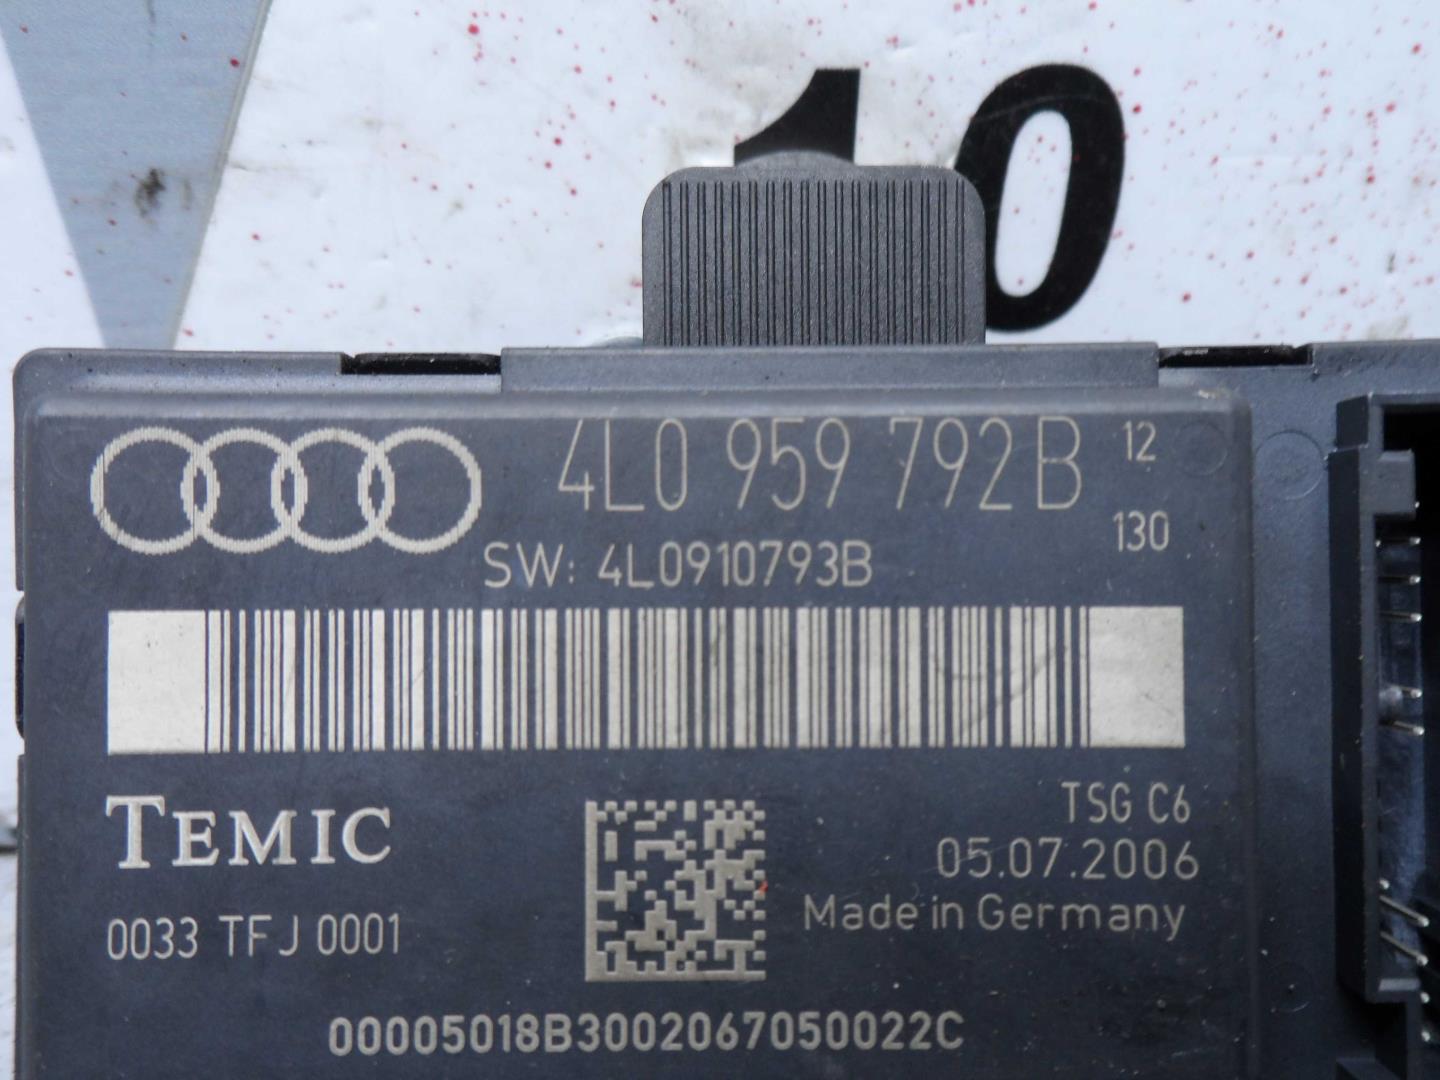 10
4L0 959 792B 12
130
SW: 4L0910793B
TEMIC
TSG C6
05.07.2006
Made in Germany
0033 TFJ 0001
00005018B3002067050022C